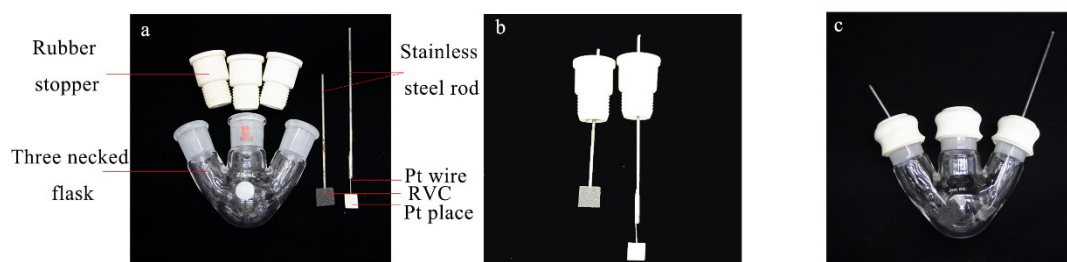 a
Rubber
stopper
Stainless
steel rod
Three necked
flask
Pt wire
RVC
Pt place
b
c